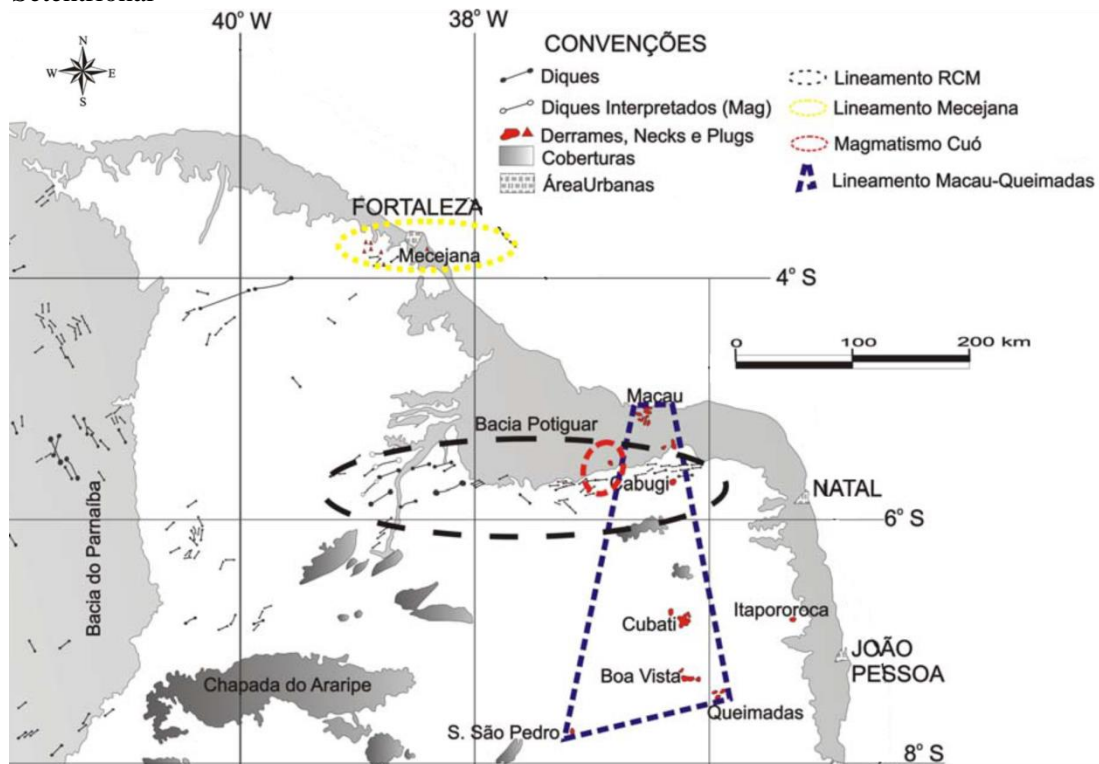 Setentrional
40° W
38° W
N
W
E
S
CONVENÇÕES
Diques
Diques Interpretados (Mag)
Derrames, Necks e Plugs
Coberturas
ÁreaUrbanas
Lineamento RCM
Lineamento Mecejana
Magmatismo Cuó
Lineamento Macau-Queimadas
FORTALEZA
Mecejana
4° S
0
100
200 km
Macau
Bacia Potiguar
Cabugi
NATAL
6° S
Bacia do Parnaíba
Cubati
Itapororoca
JOÃO
PESSOA
Boa Vista
Chapada do Araripe
Queimadas
S. São Pedro
8° S